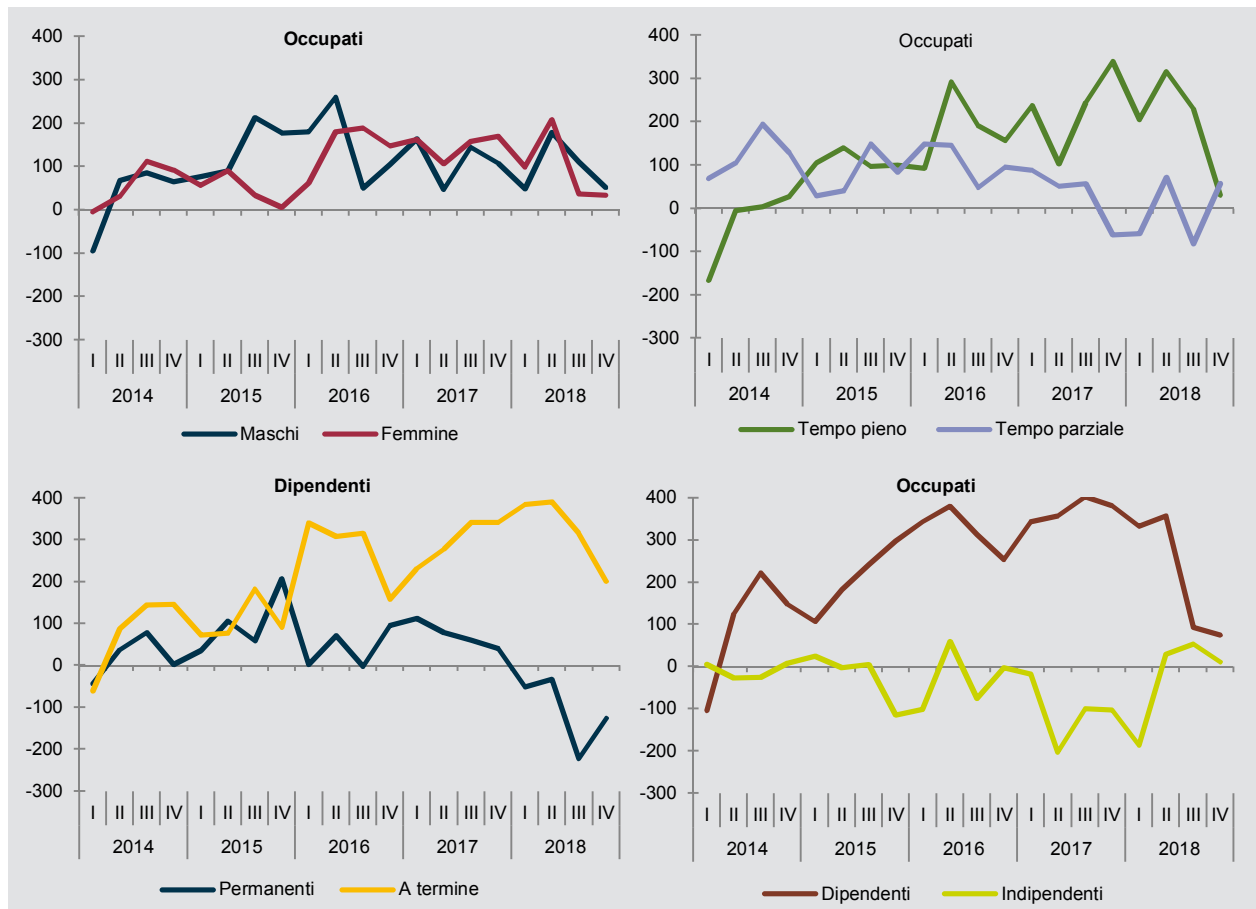 Occupati
400
300
200
100
0
-100
-200
-300
I II III IV I II III IV I II III IV I II III IV I II III IV
2014 2015 2016 2017 2018
Maschi Femmine
Occupati
400
300
200
100
0
-100
-200
-300
I II III IV I II III IV I II III IV I II III IV I II III IV
2014 2015 2016 2017 2018
Tempo pieno Tempo parziale
Dipendenti
400
300
200
100
0
-100
-200
-300
I II III IV I II III IV I II III IV I II III IV I II III IV
2014 2015 2016 2017 2018
Permanenti A termine
Occupati
400
300
200
100
0
-100
-200
-300
I II III IV I II III IV I II III IV I II III IV I II III IV
2014 2015 2016 2017 2018
Dipendenti Indipendenti